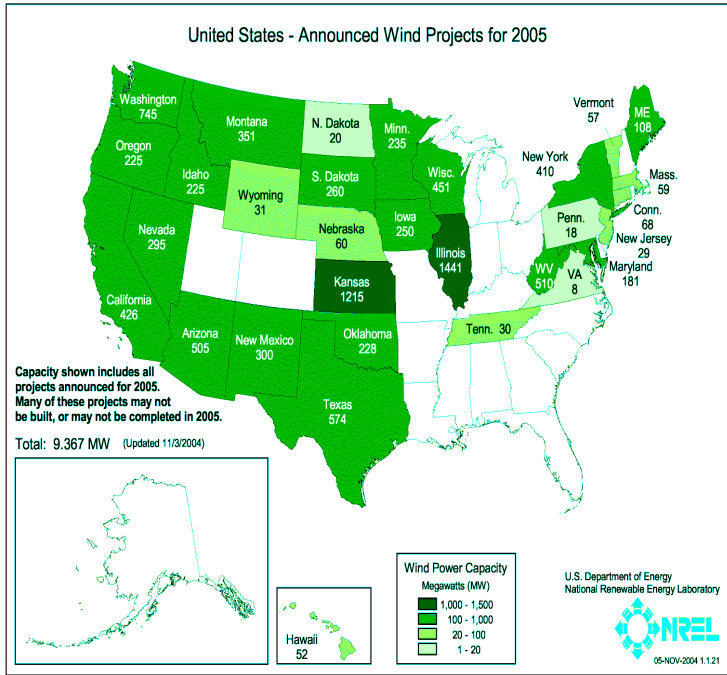 United States - Announced Wind Projects for 2005
Washington
745
Oregon
225
Montana
351
Idaho
225
N. Dakota
20
Minn.
235
S. Dakota
260
Wisc.
451
Wyoming
31
Nebraska
60
Iowa
250
Nevada
295
California
426
Illinois
1441
Kansas
1215
Arizona
505
New Mexico
300
Oklahoma
228
Texas
574
Tenn. 30
Vermont
57
ME
108
New York
410
Mass.
59
Conn.
68
Penn.
18
New Jersey
29
Maryland
181
WV
510
VA
8
Capacity shown includes all
projects announced for 2005.
Many of these projects may not
be built, or may not be completed in 2005.
Total: 9.367 MW (Updated 11/3/2004)
Hawaii
52
Wind Power Capacity
Megawatts (MW)
1,000 - 1,500
100 - 1,000
20 - 100
1 - 20
U.S. Department of Energy
National Renewable Energy Laboratory
NREL
05-NOV-2004 1.1.21